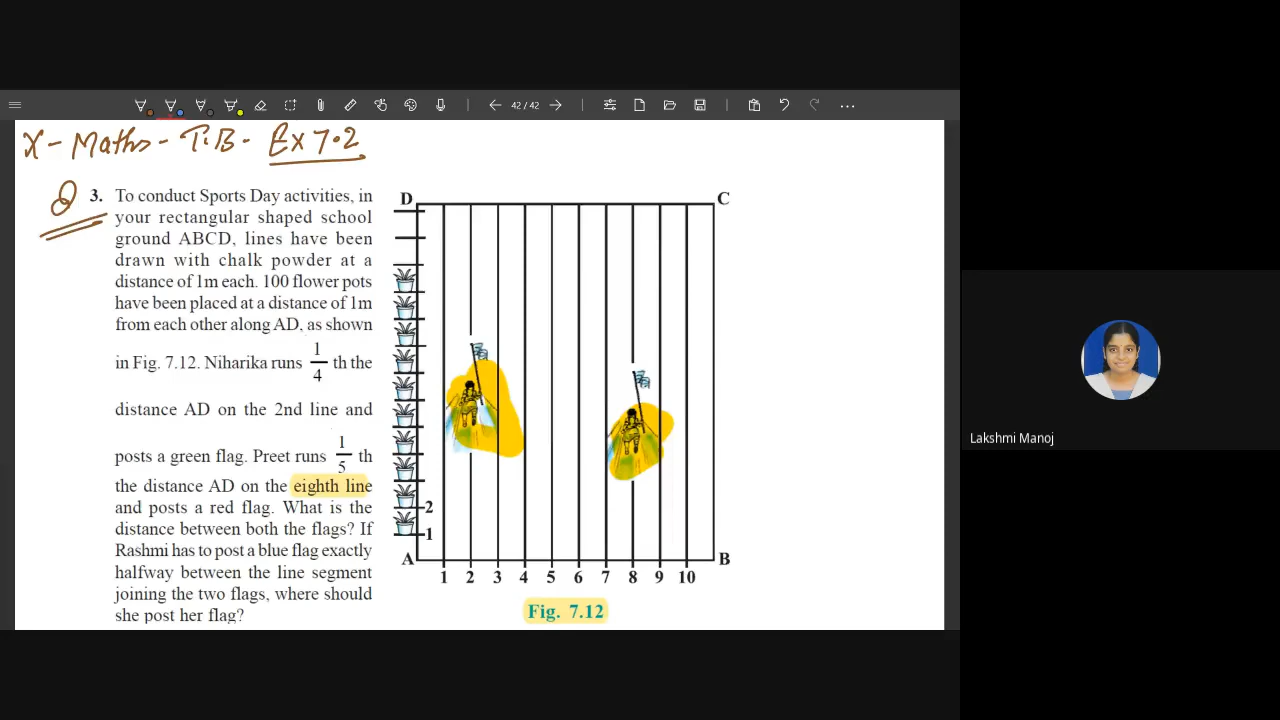 42 / 42
X - Maths - T.B - Ex 7.2
Q 3. To conduct Sports Day activities, in
your rectangular shaped school
ground ABCD, lines have been
drawn with chalk powder at a
distance of 1m each. 100 flower pots
have been placed at a distance of 1m
from each other along AD, as shown
in Fig. 7.12. Niharika runs 1/4 th the
distance AD on the 2nd line and
posts a green flag. Preet runs 1/5 th
the distance AD on the eighth line
and posts a red flag. What is the
distance between both the flags? If
Rashmi has to post a blue flag exactly
halfway between the line segment
joining the two flags, where should
she post her flag?
D C
2
1
A B
1 2 3 4 5 6 7 8 9 10
Fig. 7.12
Lakshmi Manoj